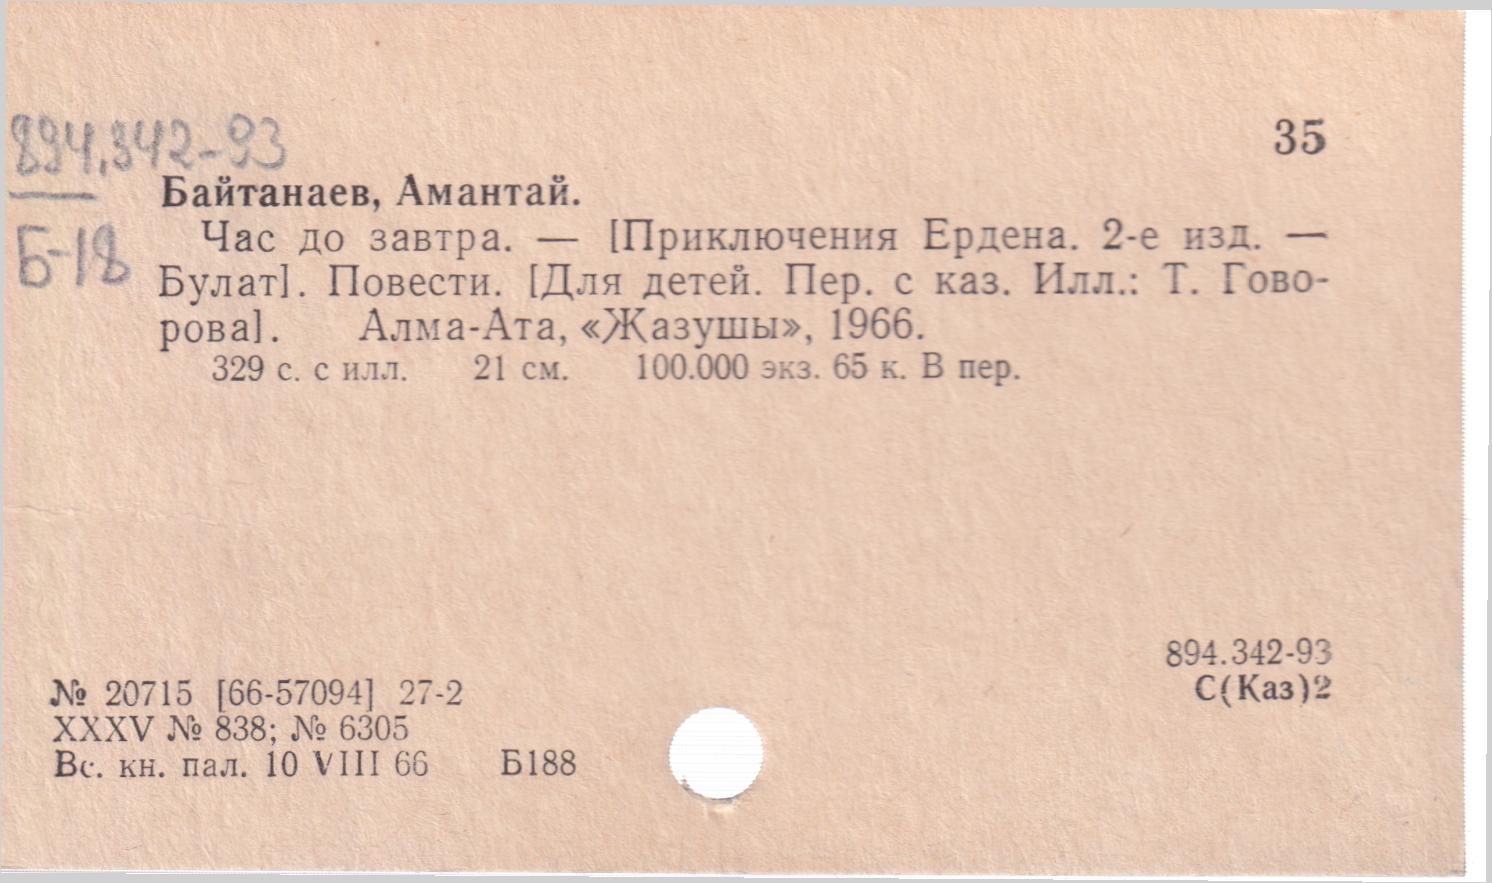 894.342-93
35
Байтанаев, Амантай.
Б-18
Час до завтра. — [Приключения Ердена. 2-е изд. —
Булат]. Повести. [Для детей. Пер. с каз. Илл.: Т. Гово-
рова]. Алма-Ата, «Жазушы», 1966.
329 с. с илл. 21 см. 100.000 экз. 65 к. В пер.
894.342-93
С(Каз)2
№ 20715 [66-57094] 27-2
XXXV № 838; № 6305
Вс. кн. пал. 10 VIII 66 Б188